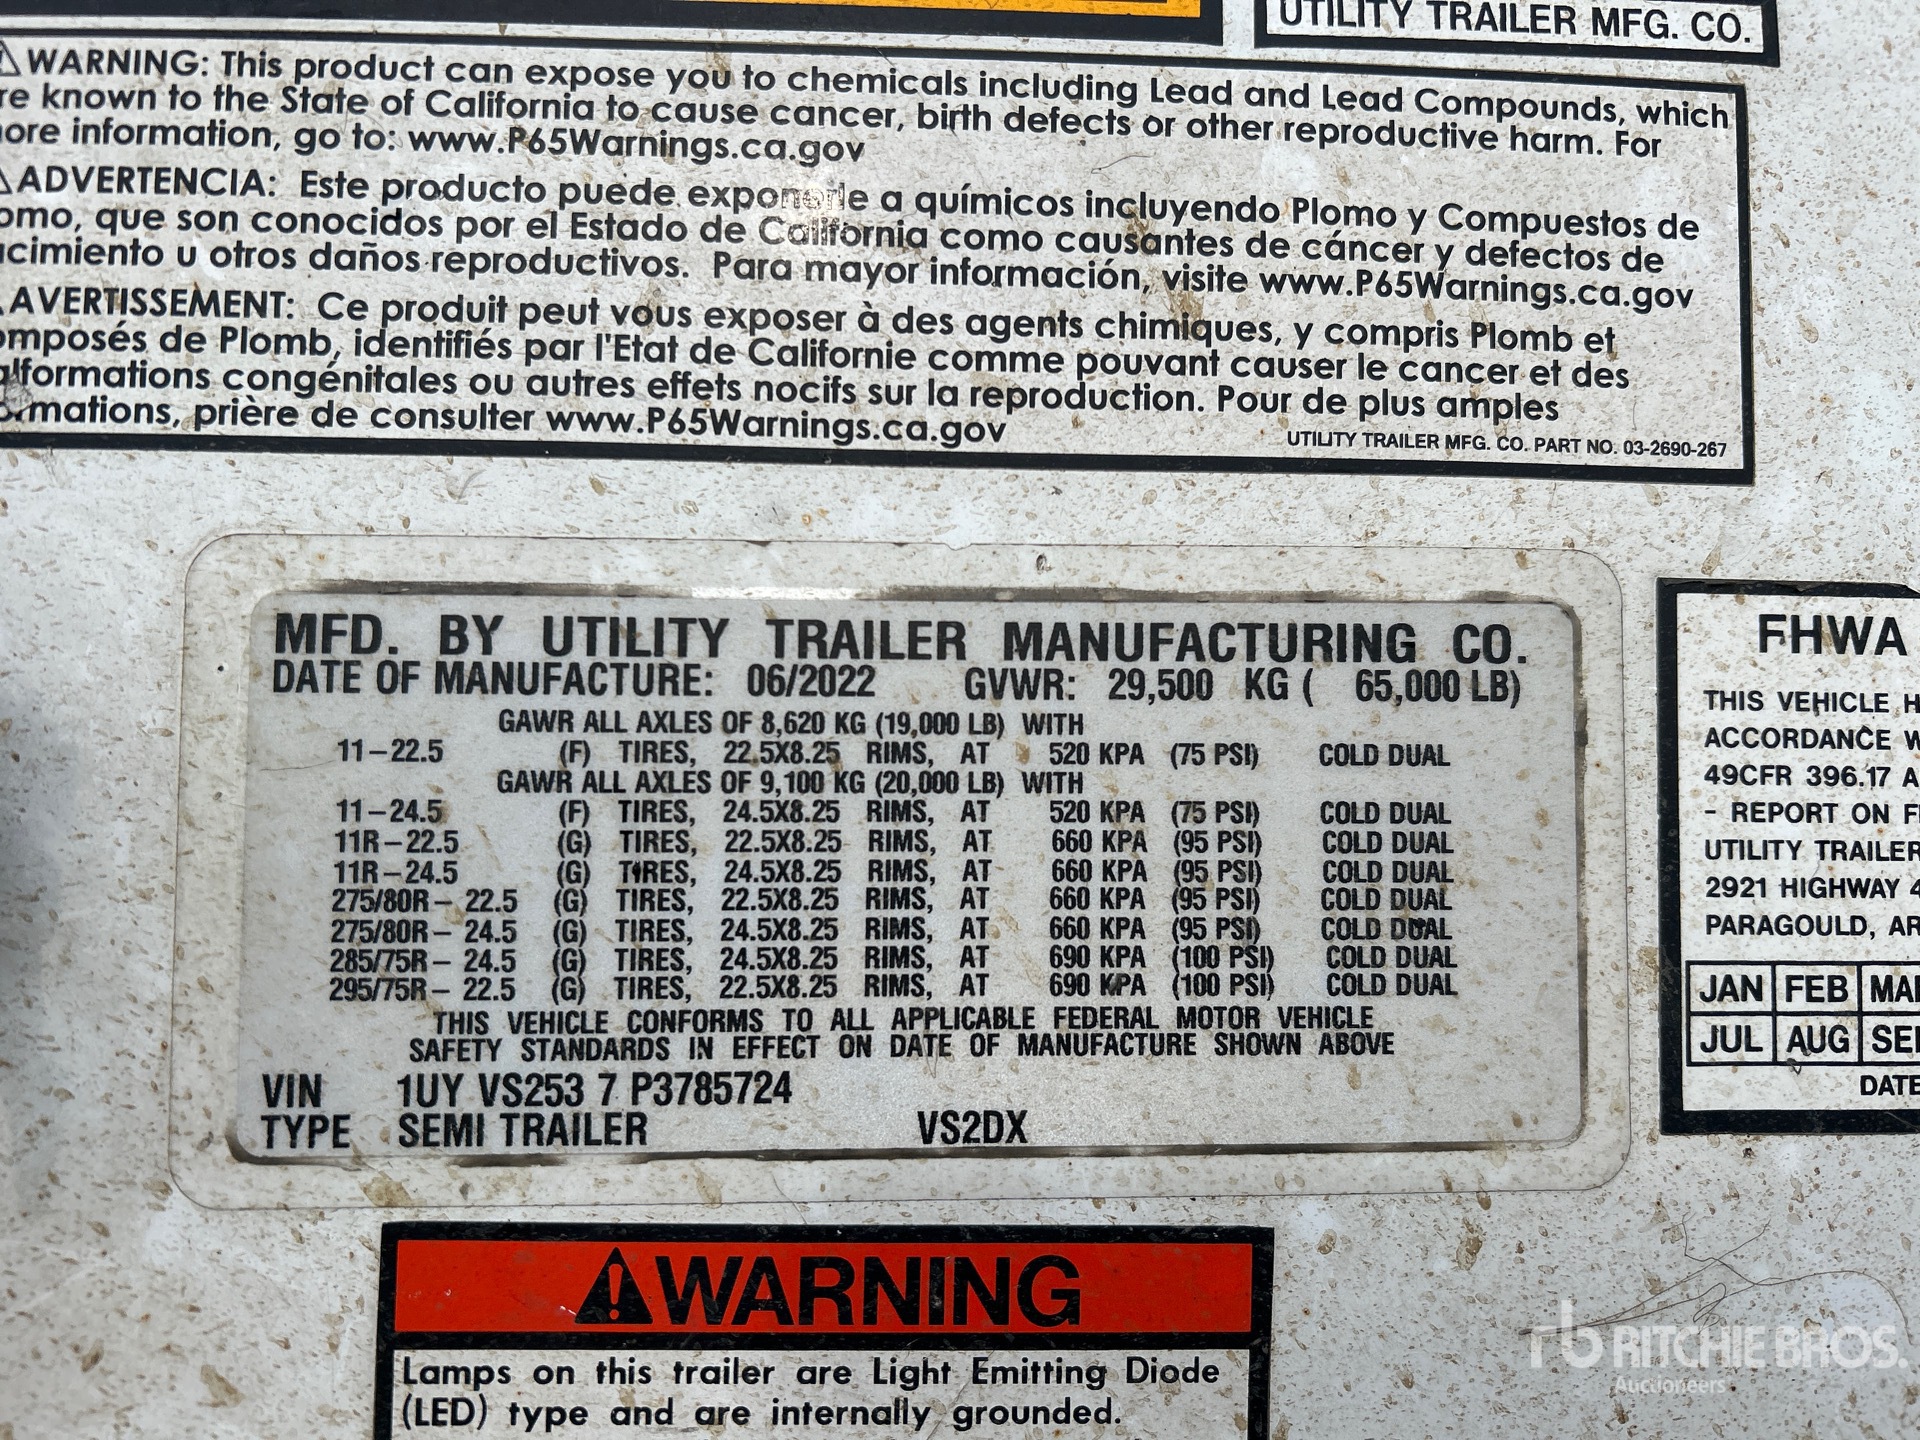 UTILITY TRAILER MFG. CO.
WARNING: This product can expose you to chemicals including Lead and Lead Compounds, which
re known to the State of California to cause cancer, birth defects or other reproductive harm. For
ore information, go to: www.P65Warnings.ca.gov
ADVERTENCIA: Este producto puede exponerle a químicos incluyendo Plomo y Compuestos de
omo, que son conocidos por el Estado de California como causantes de cáncer y defectos de
acimiento u otros daños reproductivos. Para mayor información, visite www.P65Warnings.ca.gov
AVERTISSEMENT: Ce produit peut vous exposer à des agents chimiques, y compris Plomb et
omposés de Plomb, identifiés par l'Etat de Californie comme pouvant causer le cancer et des
alformations congénitales ou autres effets nocifs sur la reproduction. Pour de plus amples
ormations, prière de consulter www.P65Warnings.ca.gov
UTILITY TRAILER MFG. CO. PART NO. 03-2690-267
MFD. BY UTILITY TRAILER MANUFACTURING CO.
DATE OF MANUFACTURE: 06/2022 GVWR: 29,500 KG ( 65,000 LB)
GAWR ALL AXLES OF 8,620 KG (19,000 LB) WITH
11-22.5 (F) TIRES, 22.5X8.25 RIMS, AT 520 KPA (75 PSI) COLD DUAL
GAWR ALL AXLES OF 9,100 KG (20,000 LB) WITH
11-24.5 (F) TIRES, 24.5X8.25 RIMS, AT 520 KPA (75 PSI) COLD DUAL
11R-22.5 (G) TIRES, 22.5X8.25 RIMS, AT 660 KPA (95 PSI) COLD DUAL
11R-24.5 (G) TIRES, 24.5X8.25 RIMS, AT 660 KPA (95 PSI) COLD DUAL
275/80R- 22.5 (G) TIRES, 22.5X8.25 RIMS, AT 660 KPA (95 PSI) COLD DUAL
275/80R- 24.5 (G) TIRES, 24.5X8.25 RIMS, AT 660 KPA (95 PSI) COLD DUAL
285/75R- 24.5 (G) TIRES, 24.5X8.25 RIMS, AT 690 KPA (100 PSI) COLD DUAL
295/75R- 22.5 (G) TIRES, 22.5X8.25 RIMS, AT 690 KPA (100 PSI) COLD DUAL
THIS VEHICLE CONFORMS TO ALL APPLICABLE FEDERAL MOTOR VEHICLE
SAFETY STANDARDS IN EFFECT ON DATE OF MANUFACTURE SHOWN ABOVE
VIN 1UY VS253 7 P3785724
TYPE SEMI TRAILER VS2DX
FHWA
THIS VEHICLE H
ACCORDANCE W
49CFR 396.17 A
- REPORT ON F
UTILITY TRAILER
2921 HIGHWAY 4
PARAGOULD, AR
JAN FEB MAR
JUL AUG SE
DATE
WARNING
Lamps on this trailer are Light Emitting Diode
(LED) type and are internally grounded.
rb RITCHIE BROS.
Auctioneers